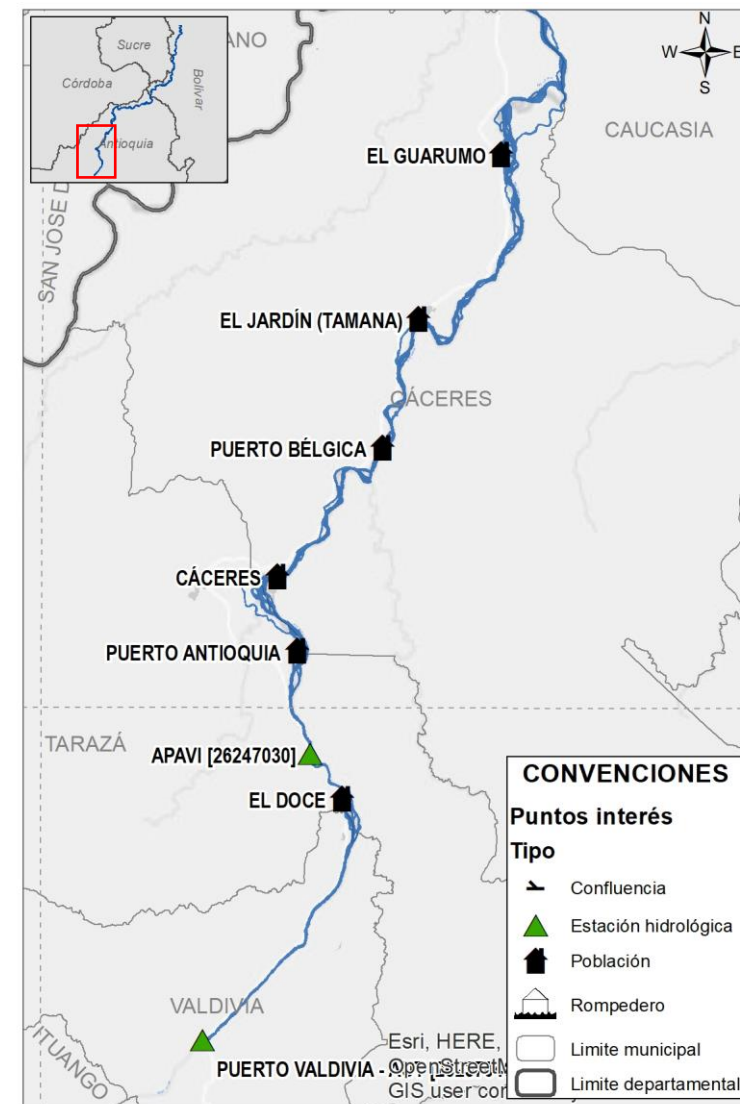 Sucre
Córdoba
Bolívar
Antioquia
ANO
N
W
E
S
CAUCASIA
EL GUARUMO
SAN JOSE D
EL JARDÍN (TAMANA)
CÁCERES
PUERTO BÉLGICA
CÁCERES
PUERTO ANTIOQUIA
TARAZÁ
APAVI [26247030]
EL DOCE
VALDIVIA
ITUANGO
PUERTO VALDIVIA -
Esri, HERE,
OpenStreetM
GIS user co
CONVENCIONES
Puntos interés
Tipo
Confluencia
Estación hidrológica
Población
Rompedero
Limite municipal
Limite departamental